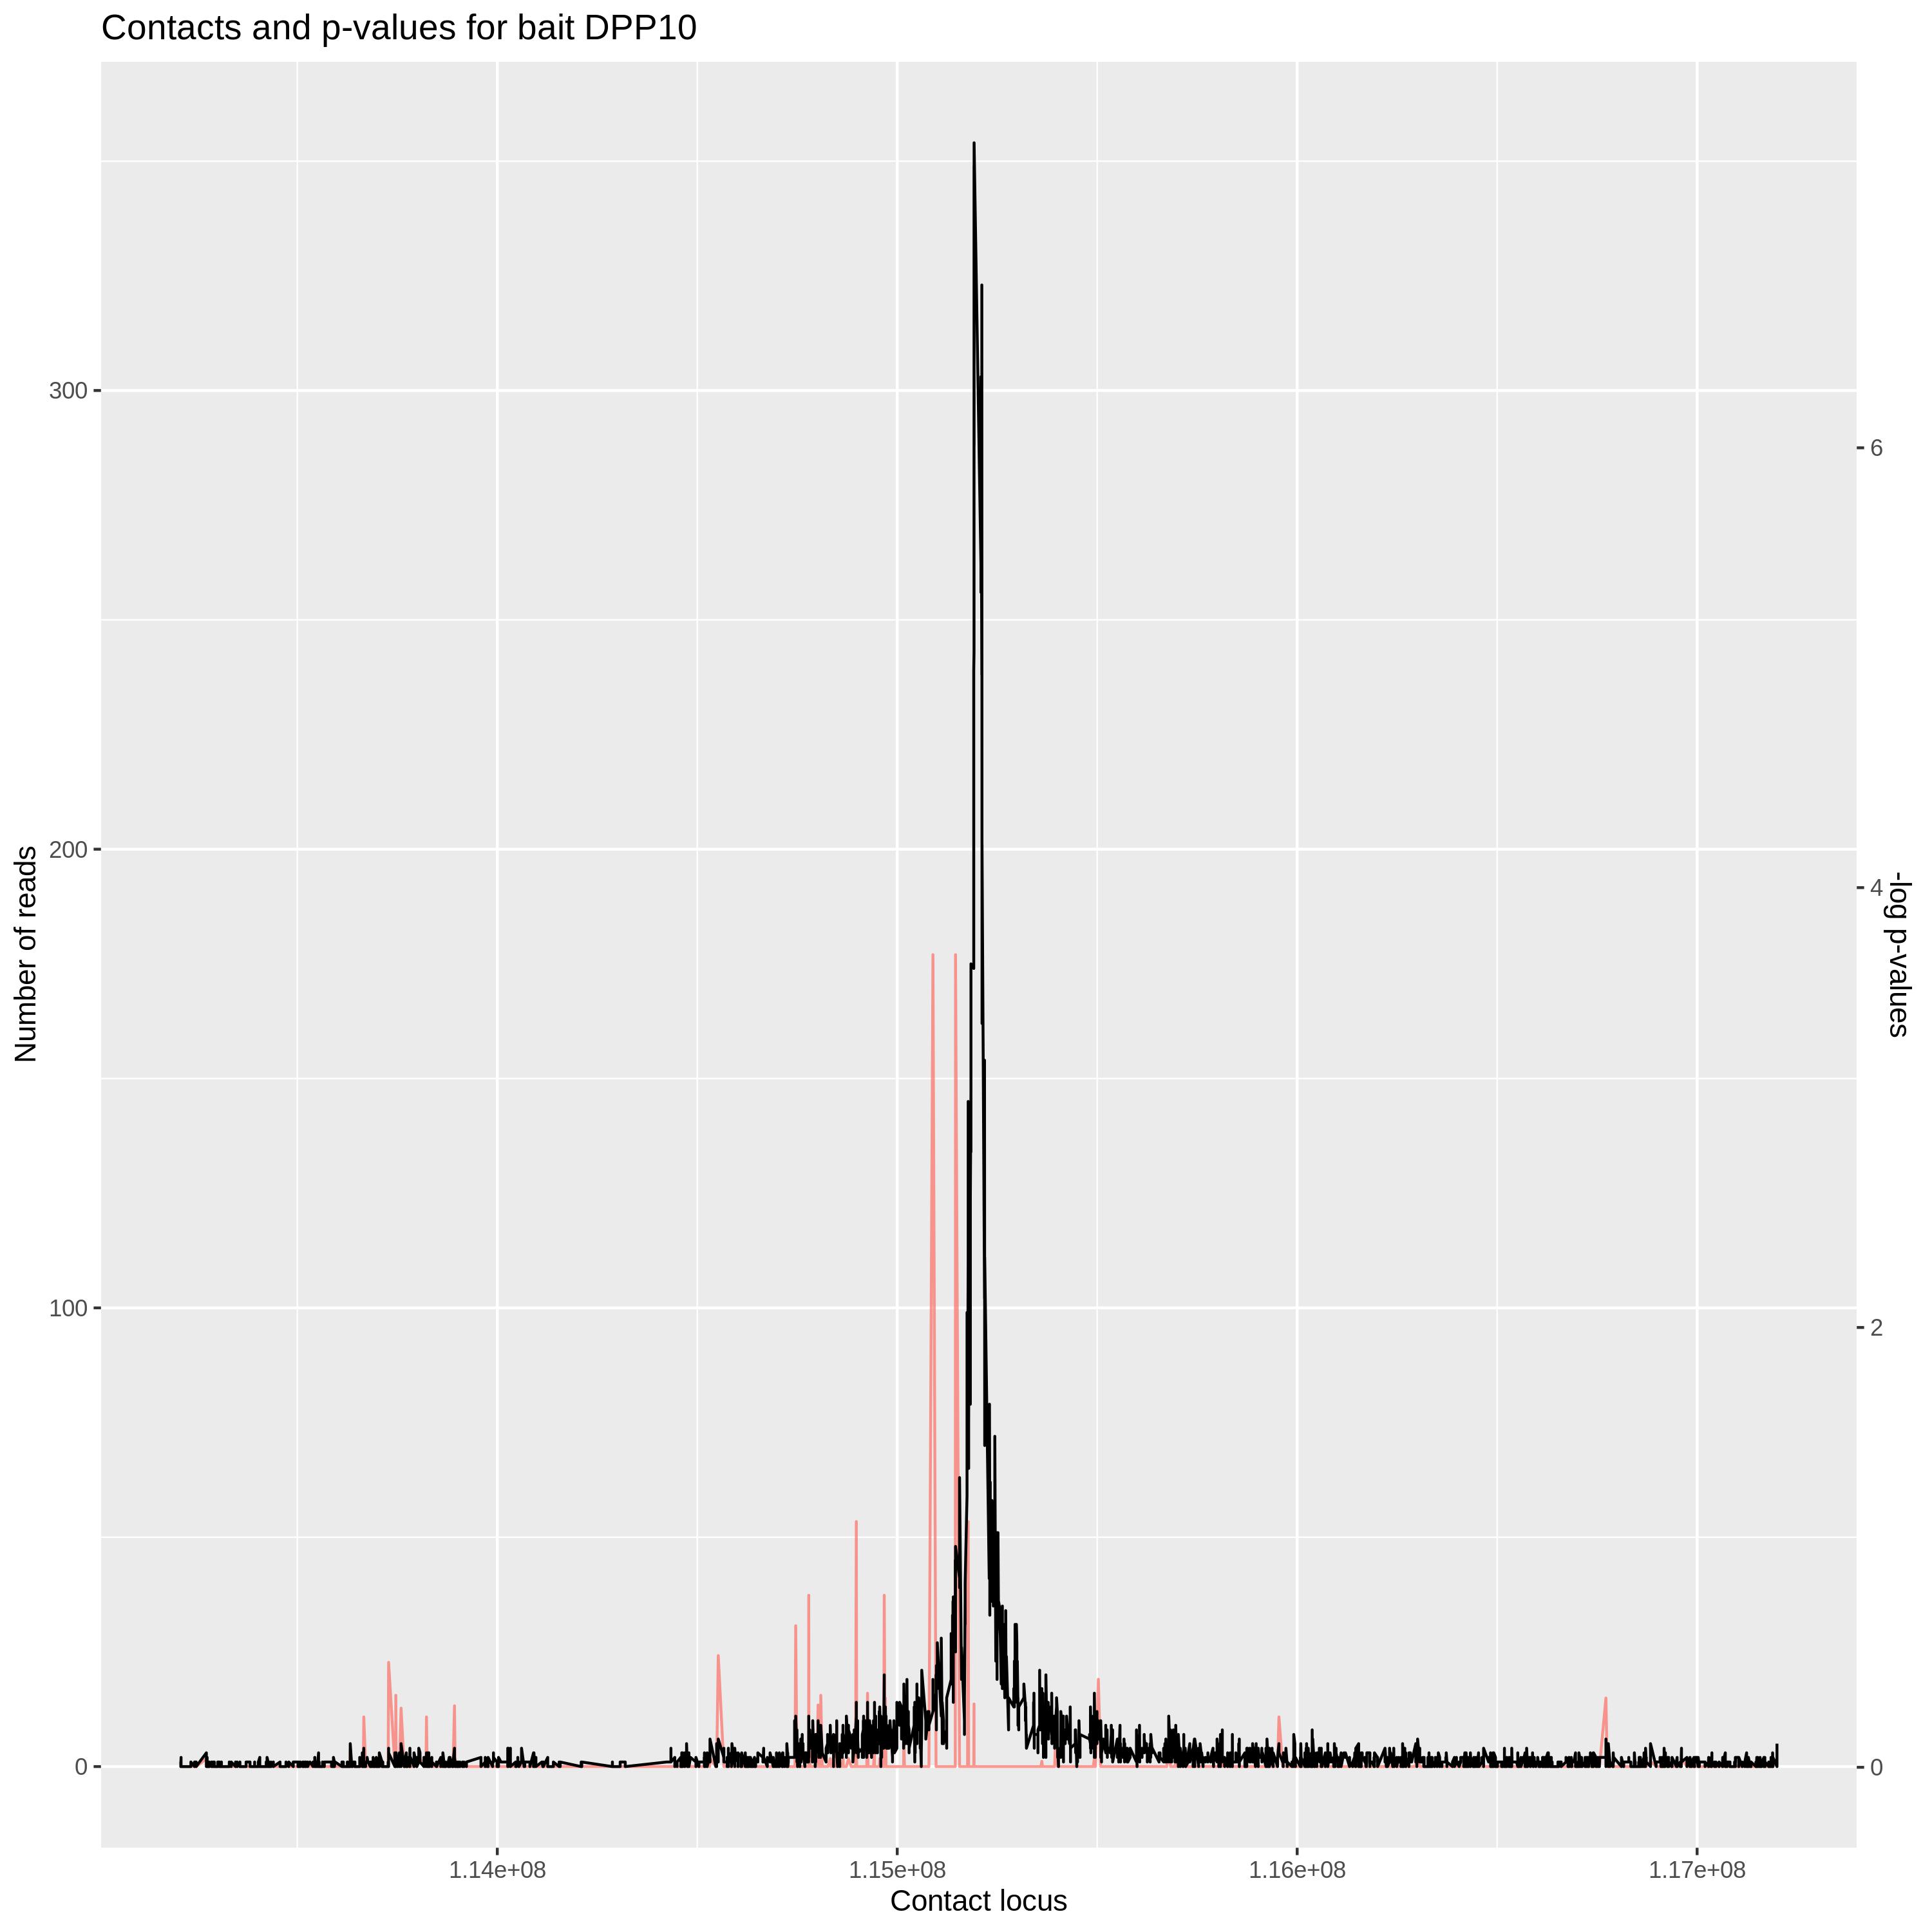 Contacts and p-values for bait DPP10
Number of reads
300
200
100
0
6
4
2
0
-log p-values
1.14e+08
1.15e+08
1.16e+08
1.17e+08
Contact locus